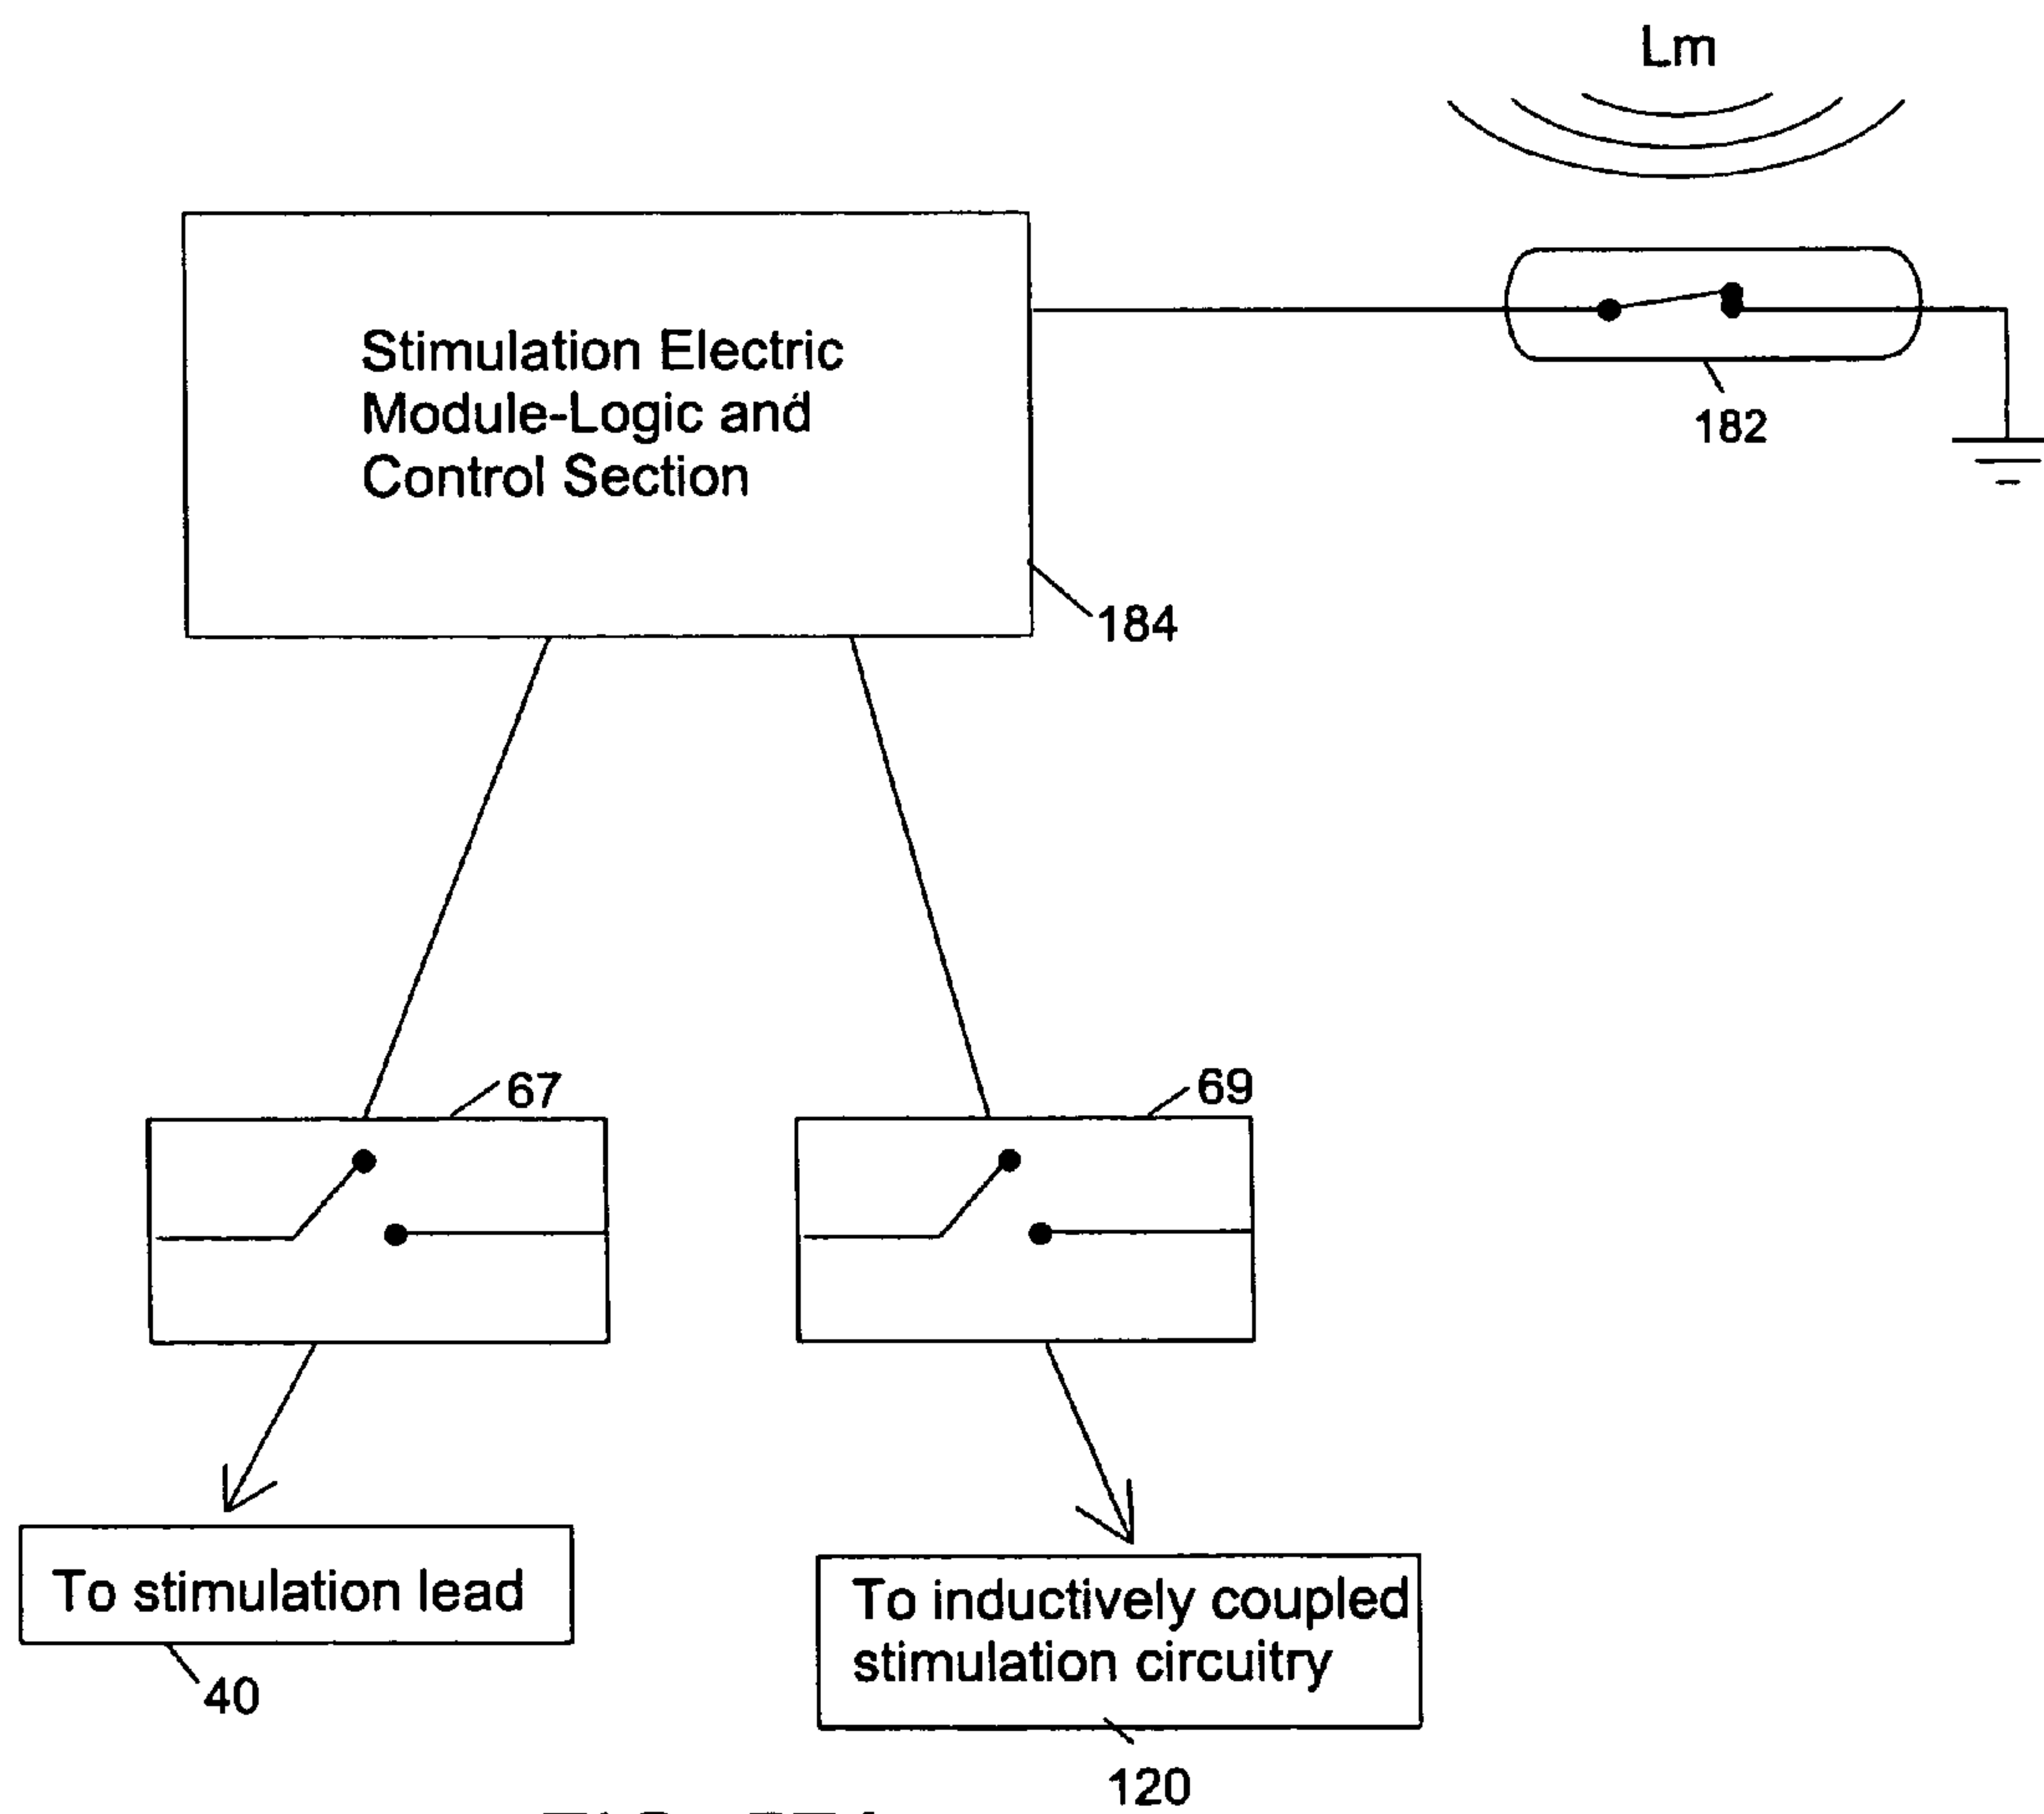 Lm
Stimulation Electric
Module-Logic and
Control Section
182
184
67
69
To stimulation lead
40
To inductively coupled
stimulation circuitry
120